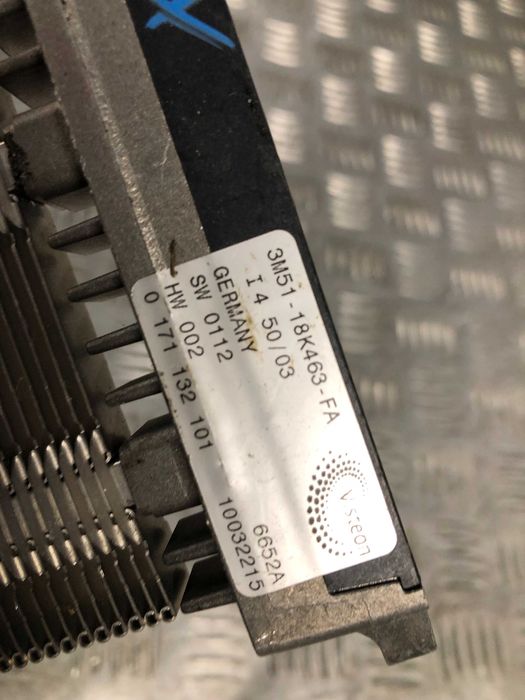 3M51-18K463-FA
I 4 50/03
GERMANY
SW 0112
HW 002
0 171 132 101
Visteon
6652A
10032215